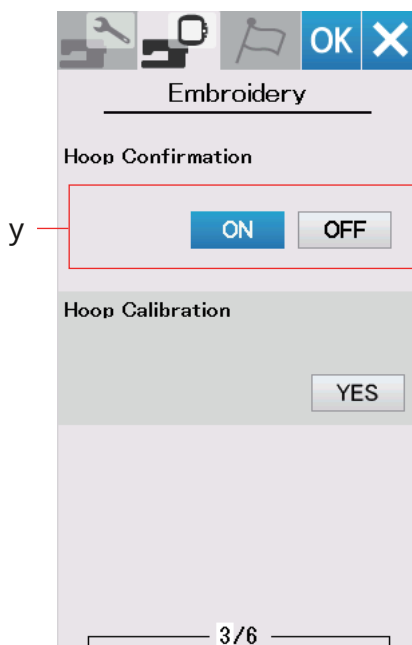 OK X
Embroidery
Hoop Confirmation
y
ON OFF
Hoop Calibration
YES
3/6